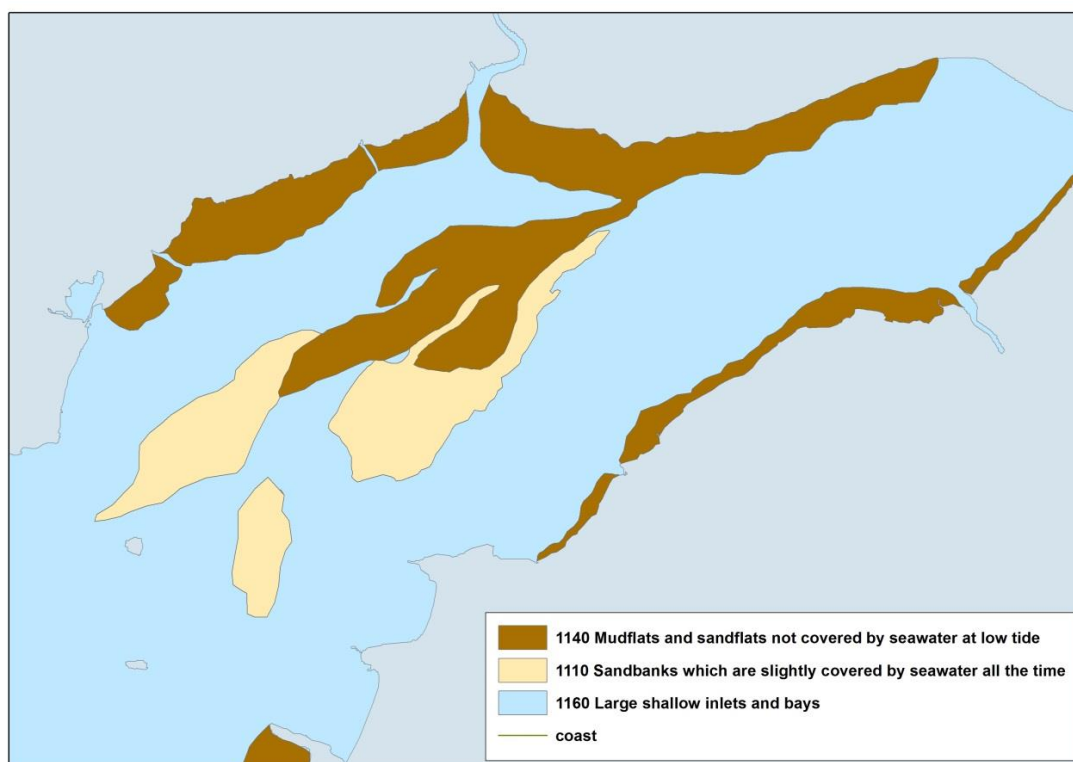 1140 Mudflats and sandflats not covered by seawater at low tide
1110 Sandbanks which are slightly covered by seawater all the time
1160 Large shallow inlets and bays
coast